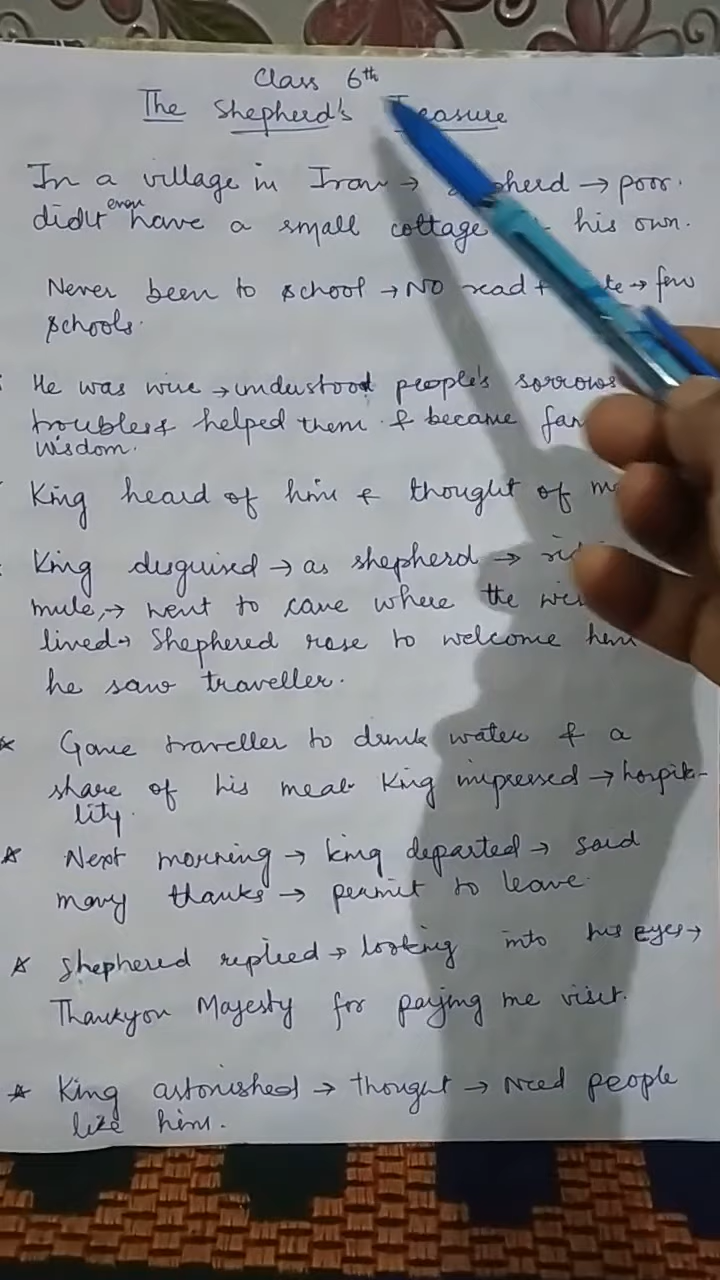 Class 6th
The Shepherd's Treasure
In a village in Iran → → poor.
didn't even have a small cottage his own.
Never been to school → NO read + → few
schools.
He was wise → understood people's sorrows
troubles & helped them & became
wisdom.
King heard of him & thought of
King disguised → as shepherd →
mule, → went to cave where the
lived → Shephered rose to welcome him
he saw traveller.
* Gave traveller to drink water & a
share of his meal King impressed → hospita-
lity.
* Next morning → king departed → said
many thanks → permit to leave.
* Shephered replied → looking into his eyes →
Thankyou Majesty for paying me visit.
* King astonished → thought → Need people
like him.